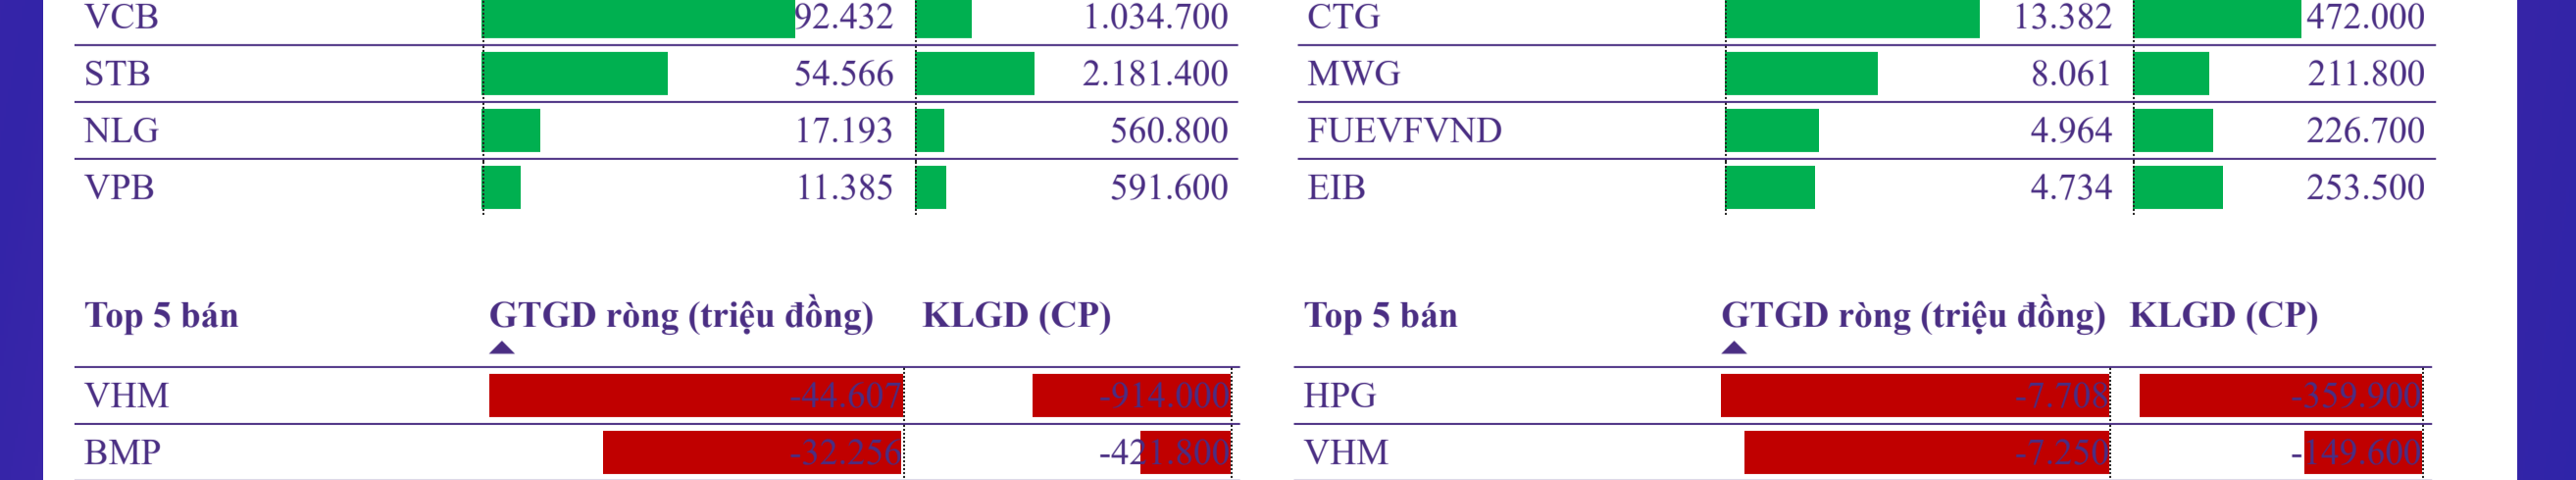 VCB 92.432 1.034.700 CTG 13.382 472.000
STB 54.566 2.181.400 MWG 8.061 211.800
NLG 17.193 560.800 FUEVFVND 4.964 226.700
VPB 11.385 591.600 EIB 4.734 253.500
Top 5 bán GTGD ròng (triệu đồng) KLGD (CP) Top 5 bán GTGD ròng (triệu đồng) KLGD (CP)
VHM -44.607 -914.000 HPG -7.708 -359.900
BMP -32.256 -421.800 VHM -7.250 -149.600